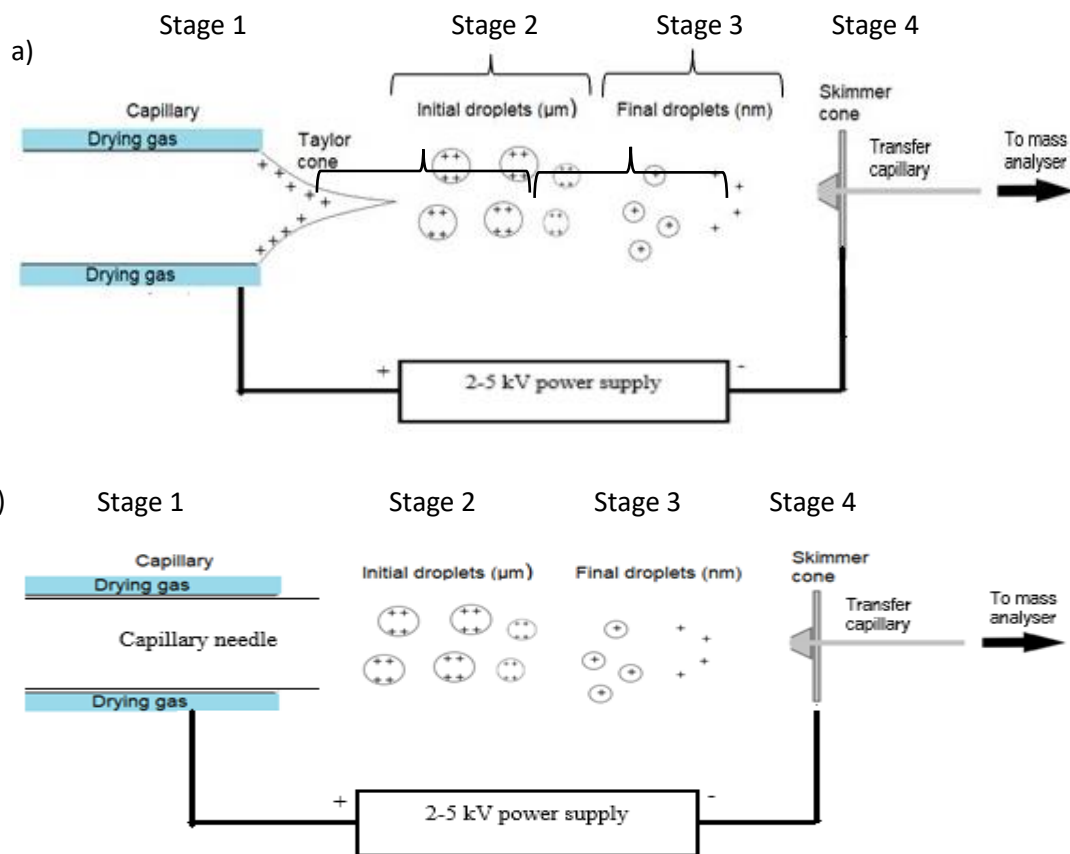 Stage 1 Stage 2 Stage 3 Stage 4
a)
Capillary
Drying gas
Taylor
cone
Initial droplets (µm)
Final droplets (nm)
Skimmer
cone
Transfer
capillary
To mass
analyser
Drying gas
+ 2-5 kV power supply -
)
Stage 1 Stage 2 Stage 3 Stage 4
Capillary
Drying gas
Capillary needle
Drying gas
Initial droplets (µm)
Final droplets (nm)
Skimmer
cone
Transfer
capillary
To mass
analyser
+ 2-5 kV power supply -